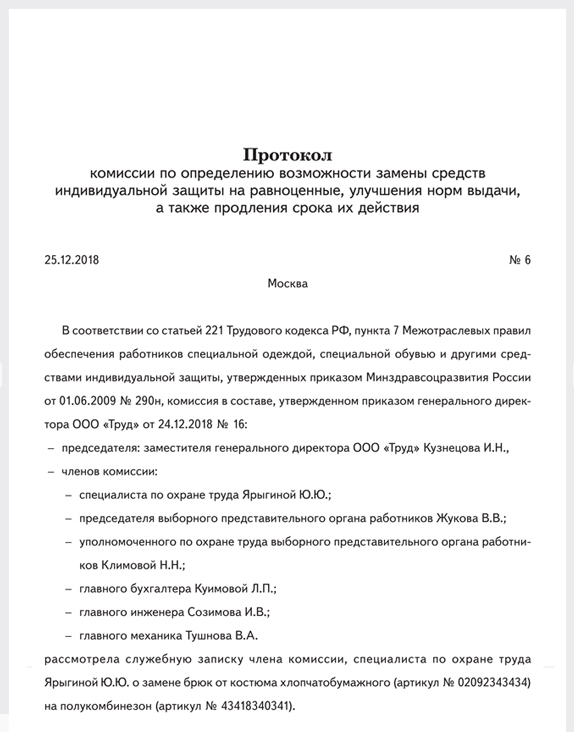 Протокол
комиссии по определению возможности замены средств
индивидуальной защиты на равноценные, улучшения норм выдачи,
а также продления срока их действия
25.12.2018 № 6
Москва
В соответствии со статьей 221 Трудового кодекса РФ, пункта 7 Межотраслевых правил
обеспечения работников специальной одеждой, специальной обувью и другими сред-
ствами индивидуальной защиты, утвержденных приказом Минздравсоцразвития России
от 01.06.2009 № 290н, комиссия в составе, утвержденном приказом генерального дирек-
тора ООО «Труд» от 24.12.2018 № 16:
– председателя: заместителя генерального директора ООО «Труд» Кузнецова И.Н.,
– членов комиссии:
– специалиста по охране труда Ярыгиной Ю.Ю.;
– председателя выборного представительного органа работников Жукова В.В.;
– уполномоченного по охране труда выборного представительного органа работни-
ков Климовой Н.Н.;
– главного бухгалтера Куимовой Л.П.;
– главного инженера Созимова И.В.;
– главного механика Тушнова В.А.
рассмотрела служебную записку члена комиссии, специалиста по охране труда
Ярыгиной Ю.Ю. о замене брюк от костюма хлопчатобумажного (артикул № 02092343434)
на полукомбинезон (артикул № 43418340341).